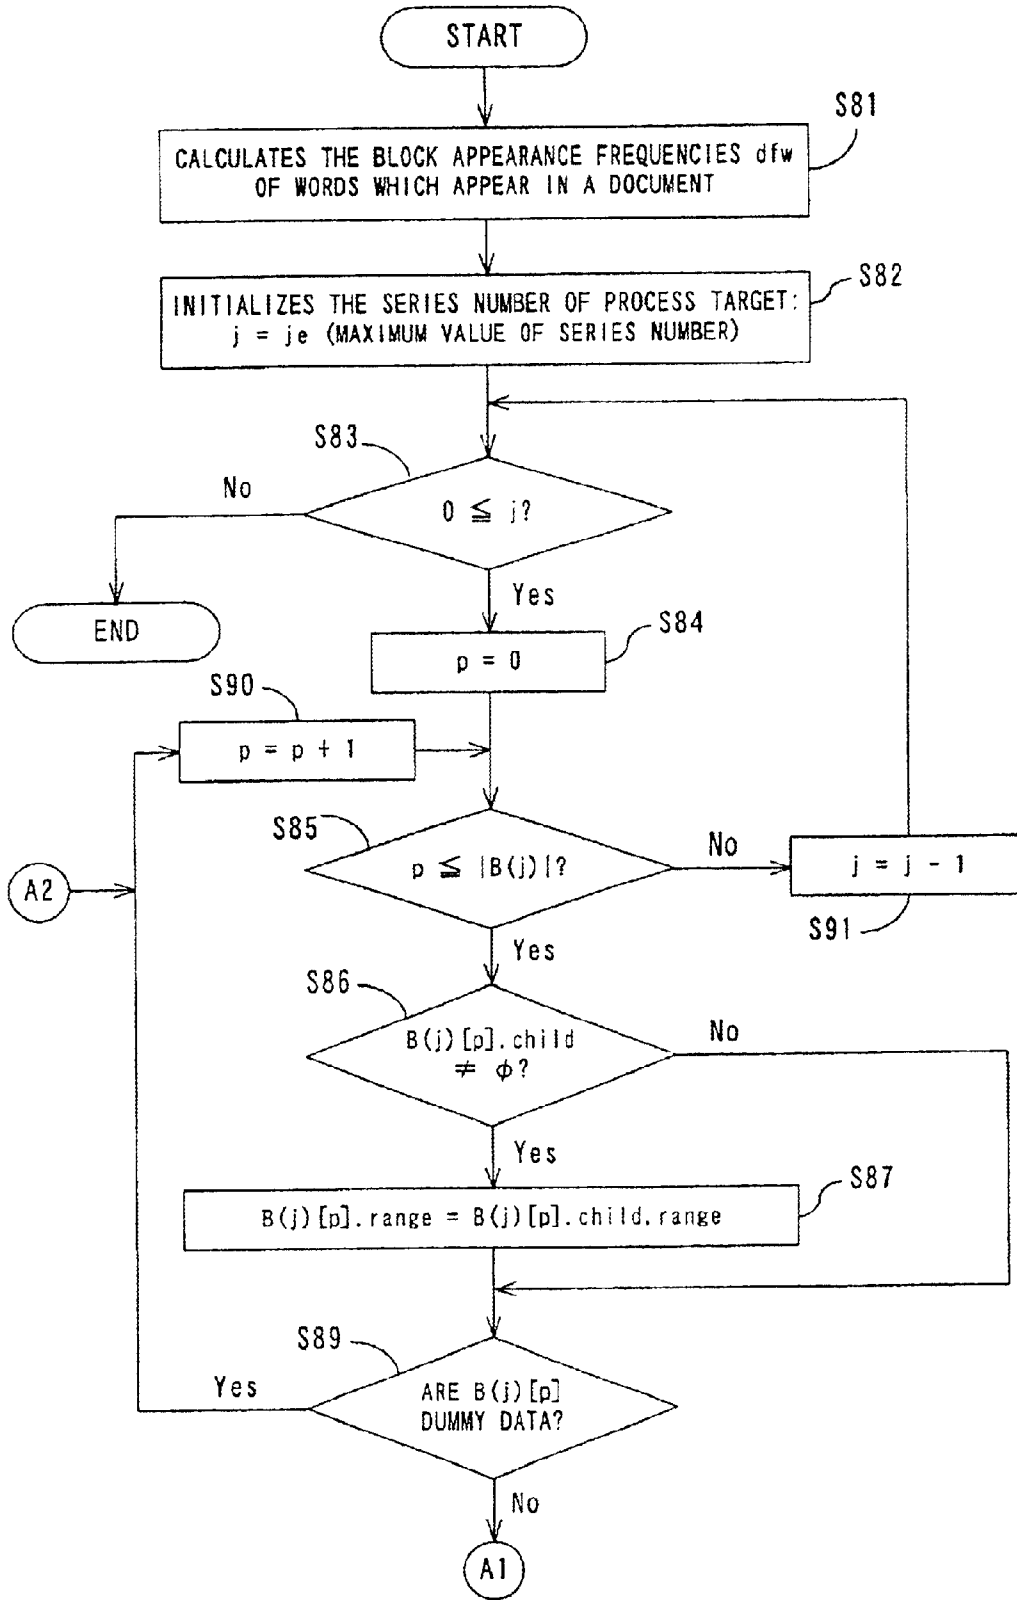 START
S81
CALCULATES THE BLOCK APPEARANCE FREQUENCIES dfw
OF WORDS WHICH APPEAR IN A DOCUMENT
S82
INITIALIZES THE SERIES NUMBER OF PROCESS TARGET:
j = je (MAXIMUM VALUE OF SERIES NUMBER)
S83
No
0 ≦ j?
Yes
END
S84
p = 0
S90
p = p + 1
S85
p ≦ |B(j)|?
No
j = j - 1
A2
S91
Yes
S86
B(j)[p].child
≠ φ?
No
Yes
S87
B(j)[p].range = B(j)[p].child.range
S89
Yes
ARE B(j)[p]
DUMMY DATA?
No
A1